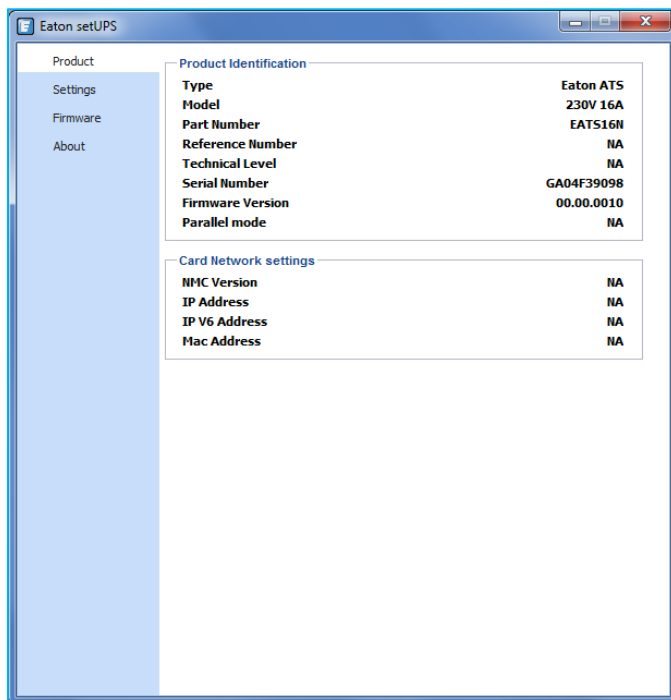 Eaton setUPS
Product
Settings
Firmware
About
Product Identification
Type Eaton ATS
Model 230V 16A
Part Number EATS16N
Reference Number NA
Technical Level NA
Serial Number GA04F39098
Firmware Version 00.00.0010
Parallel mode NA
Card Network settings
NMC Version NA
IP Address NA
IP V6 Address NA
Mac Address NA